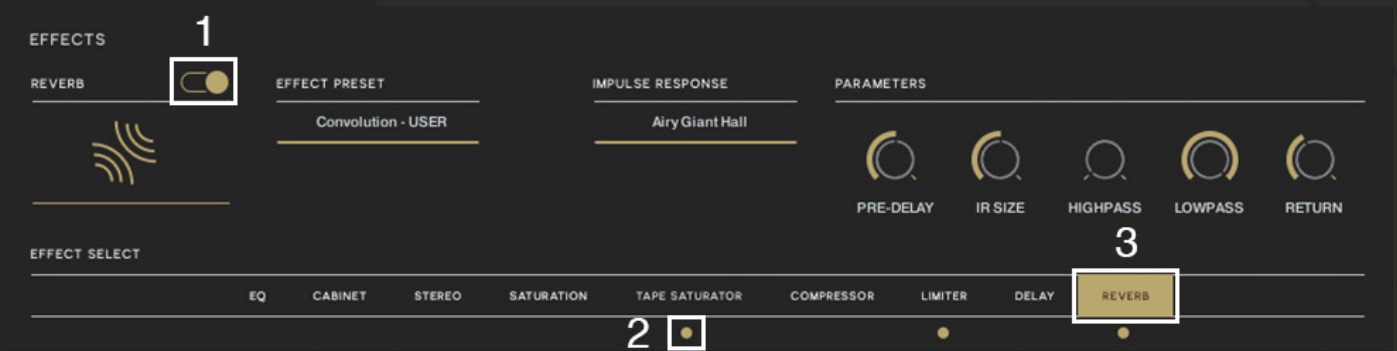 1
EFFECTS
REVERB
EFFECT PRESET
IMPULSE RESPONSE
PARAMETERS
Convolution - USER
Airy Giant Hall
PRE-DELAY IR SIZE HIGHPASS LOWPASS RETURN
3
EFFECT SELECT
EQ CABINET STEREO SATURATION TAPE SATURATOR COMPRESSOR LIMITER DELAY REVERB
2